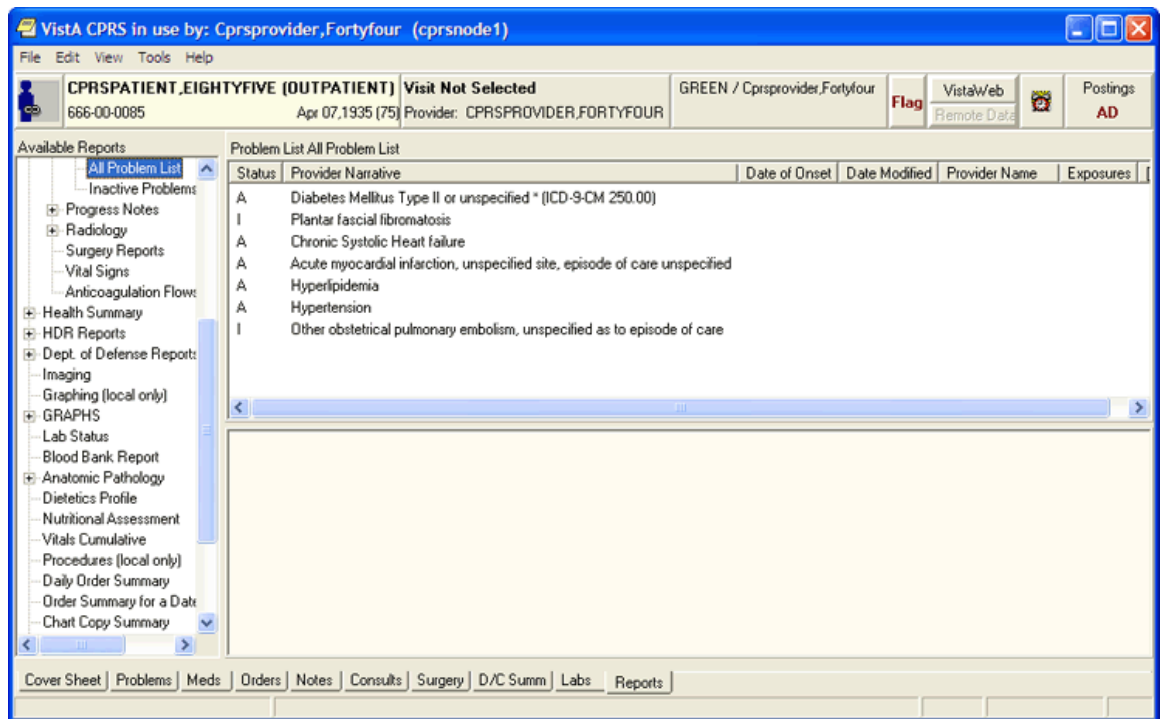 VistA CPRS in use by: Cprsprovider,Fortyfour (cprsnode1)
File Edit View Tools Help
CPRSPATIENT,EIGHTYFIVE (OUTPATIENT) Visit Not Selected GREEN / Cprsprovider,Fortyfour Flag VistaWeb Postings
666-00-0085 Apr 07,1935 (75) Provider: CPRSPROVIDER,FORTYFOUR Remote Data AD
Available Reports
All Problem List
Inactive Problems
Progress Notes
Radiology
Surgery Reports
Vital Signs
Anticoagulation Flows
Health Summary
HDR Reports
Dept. of Defense Reports
Imaging
Graphing (local only)
GRAPHS
Lab Status
Blood Bank Report
Anatomic Pathology
Dietetics Profile
Nutritional Assessment
Vitals Cumulative
Procedures (local only)
Daily Order Summary
Order Summary for a Date
Chart Copy Summary
Problem List All Problem List
Status Provider Narrative Date of Onset Date Modified Provider Name Exposures
A Diabetes Mellitus Type II or unspecified * (ICD-9-CM 250.00)
I Plantar fascial fibromatosis
A Chronic Systolic Heart failure
A Acute myocardial infarction, unspecified site, episode of care unspecified
A Hyperlipidemia
A Hypertension
I Other obstetrical pulmonary embolism, unspecified as to episode of care
Cover Sheet Problems Meds Orders Notes Consults Surgery D/C Summ Labs Reports